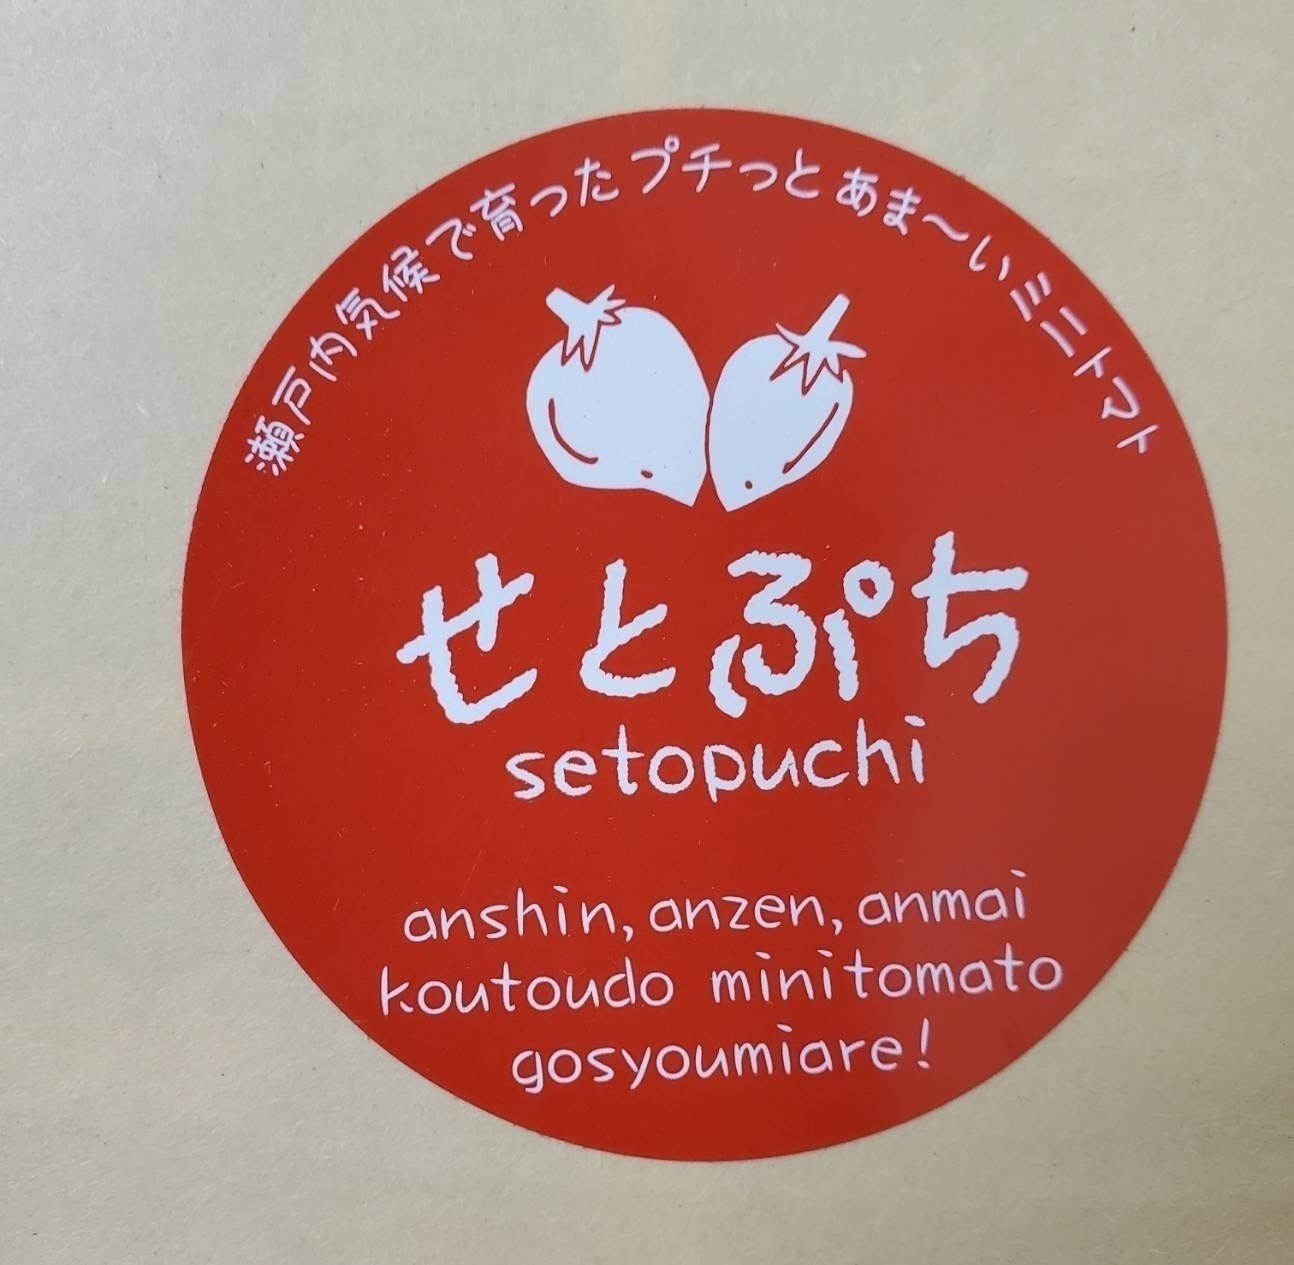 瀬戸内気候で育ったプチっとあま〜いミニトマト
せとぷち
setopuchi
anshin, anzen, anmai
koutoudo minitomato
gosyoumiare!